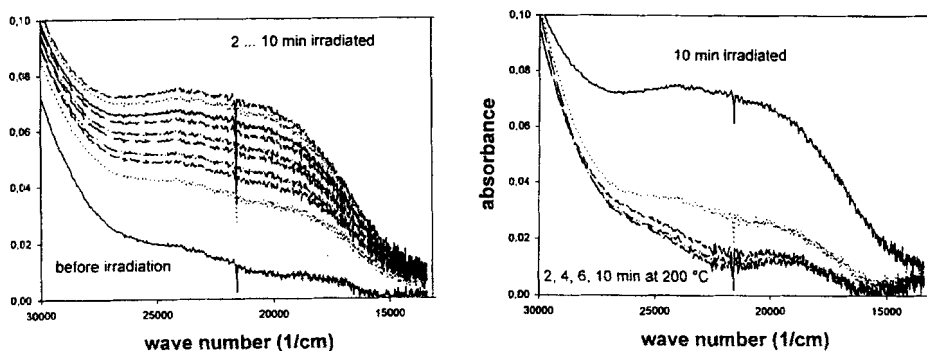 0,10
0,08
0,06
0,04
0,02
0,00
2 ... 10 min irradiated
before irradiation
30000 25000 20000 15000
wave number (1/cm)
absorbance
0,10
0,08
0,06
0,04
0.02
0,00
10 min irradiated
2, 4, 6, 10 min at 200 °C
30000 25000 20000 15000
wave number (1/cm)